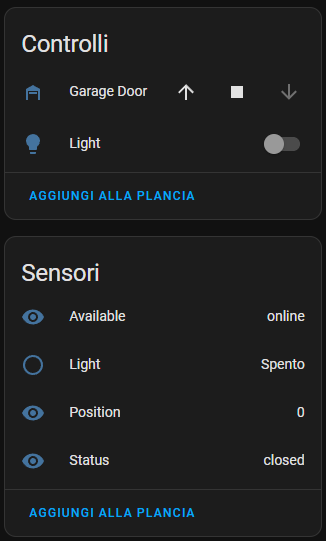 Controlli
Garage Door
Light
AGGIUNGI ALLA PLANCIA
Sensori
Available online
Light Spento
Position 0
Status closed
AGGIUNGI ALLA PLANCIA